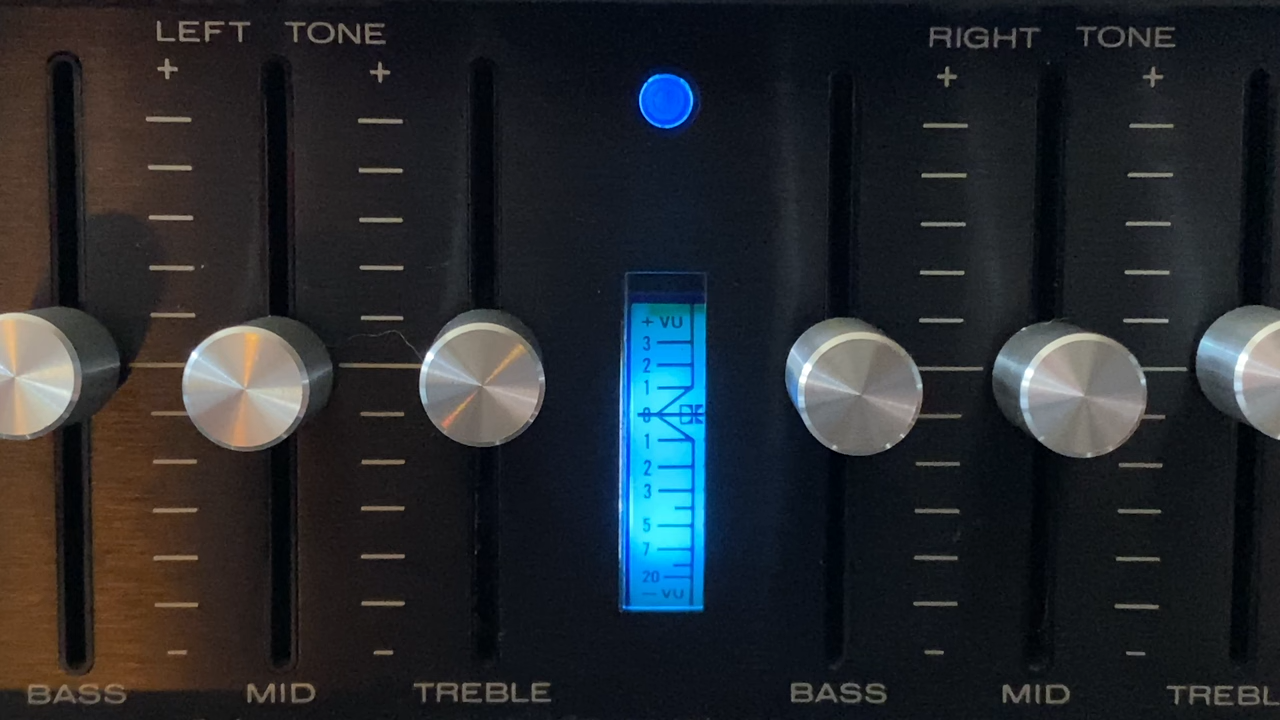 LEFT TONE
RIGHT TONE
+
+
+
+
+ VU
3
2
1
0
1
2
3
5
7
20
– VU
–
–
–
–
BASS
MID
TREBLE
BASS
MID
TREBL